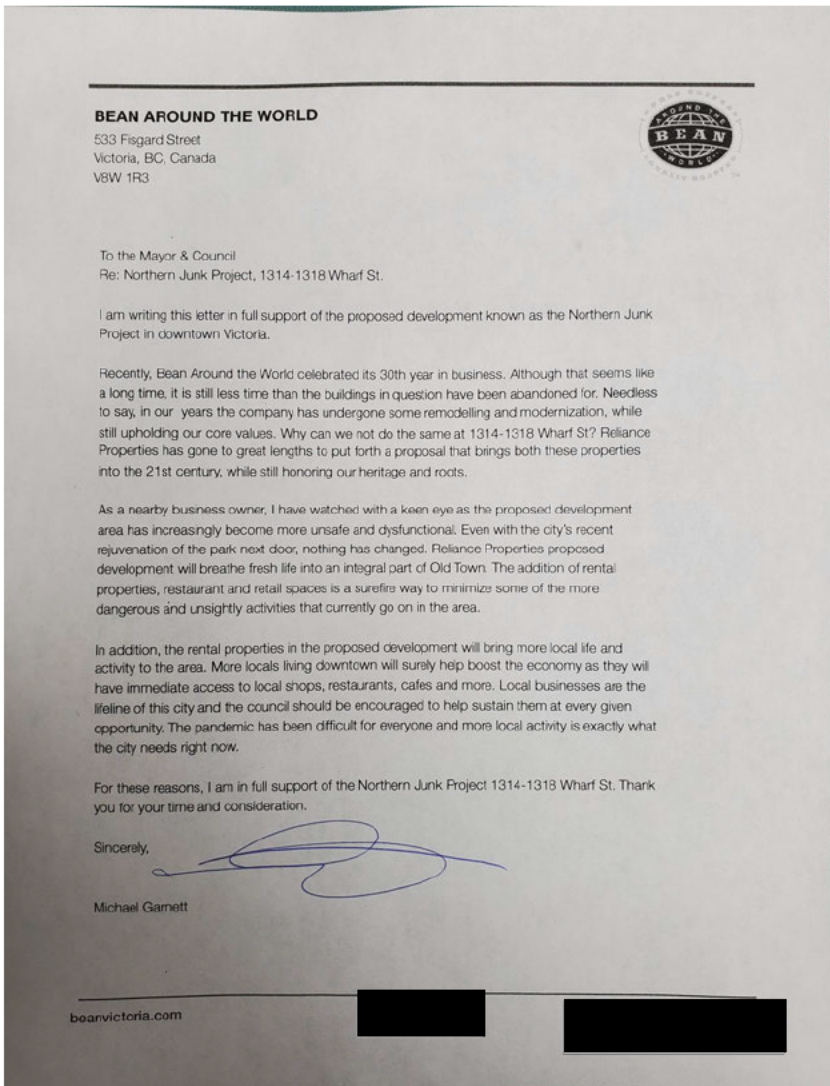 BEAN AROUND THE WORLD
533 Fisgard Street
Victoria, BC, Canada
V8W 1R3
AROUND THE
BEAN
WORLD
To the Mayor & Council
Re: Northern Junk Project, 1314-1318 Wharf St.
I am writing this letter in full support of the proposed development known as the Northern Junk
Project in downtown Victoria.
Recently, Bean Around the World celebrated its 30th year in business. Although that seems like
a long time, it is still less time than the buildings in question have been abandoned for. Needless
to say, in our years the company has undergone some remodelling and modernization, while
still upholding our core values. Why can we not do the same at 1314-1318 Wharf St? Reliance
Properties has gone to great lengths to put forth a proposal that brings both these properties
into the 21st century, while still honoring our heritage and roots.
As a nearby business owner, I have watched with a keen eye as the proposed development
area has increasingly become more unsafe and dysfunctional. Even with the city's recent
rejuvenation of the park next door, nothing has changed. Reliance Properties proposed
development will breathe fresh life into an integral part of Old Town. The addition of rental
properties, restaurant and retail spaces is a surefire way to minimize some of the more
dangerous and unsightly activities that currently go on in the area.
In addition, the rental properties in the proposed development will bring more local life and
activity to the area. More locals living downtown will surely help boost the economy as they will
have immediate access to local shops, restaurants, cafes and more. Local businesses are the
lifeline of this city and the council should be encouraged to help sustain them at every given
opportunity. The pandemic has been difficult for everyone and more local activity is exactly what
the city needs right now.
For these reasons, I am in full support of the Northern Junk Project 1314-1318 Wharf St. Thank
you for your time and consideration.
Sincerely,
Michael Garnett
beanvictoria.com